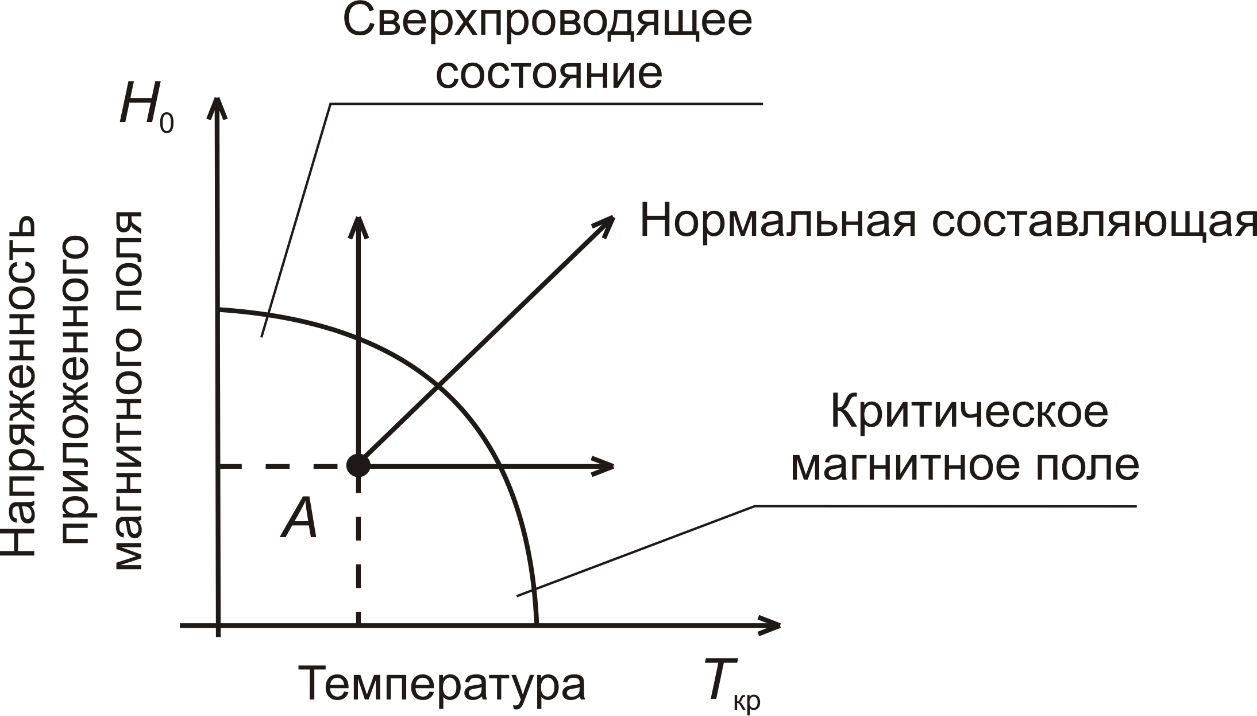 Сверхпроводящее
состояние
H₀
Напряженность
приложенного
магнитного поля
Нормальная составляющая
Критическое
магнитное поле
A
Температура
Tкр